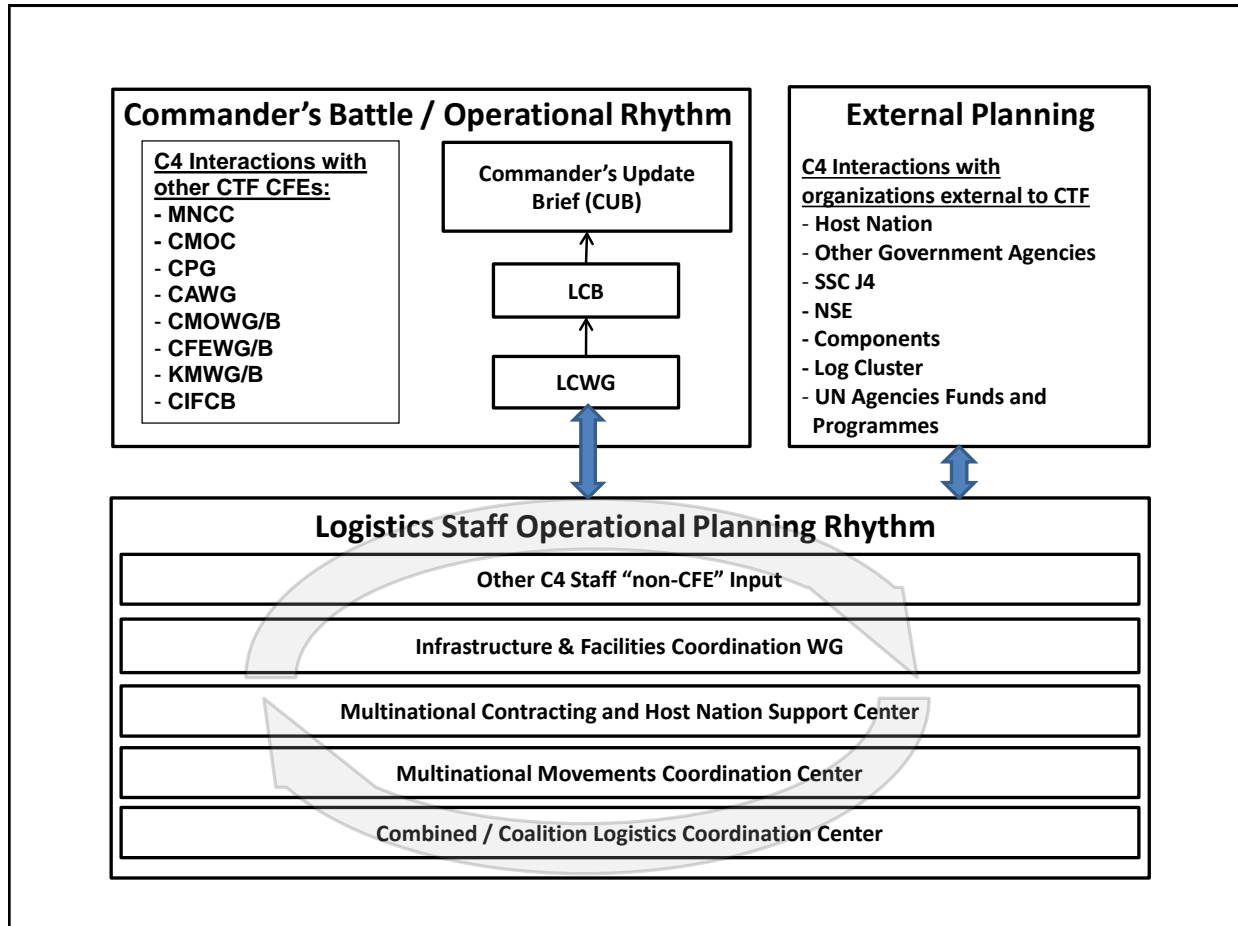 Commander’s Battle / Operational Rhythm
C4 Interactions with
other CTF CFEs:
- MNCC
- CMOC
- CPG
- CAWG
- CMOWG/B
- CFEWG/B
- KMWG/B
- CIFCB
Commander’s Update
Brief (CUB)
LCB
LCWG
External Planning
C4 Interactions with
organizations external to CTF
- Host Nation
- Other Government Agencies
- SSC J4
- NSE
- Components
- Log Cluster
- UN Agencies Funds and
Programmes
Logistics Staff Operational Planning Rhythm
Other C4 Staff “non-CFE” Input
Infrastructure & Facilities Coordination WG
Multinational Contracting and Host Nation Support Center
Multinational Movements Coordination Center
Combined / Coalition Logistics Coordination Center